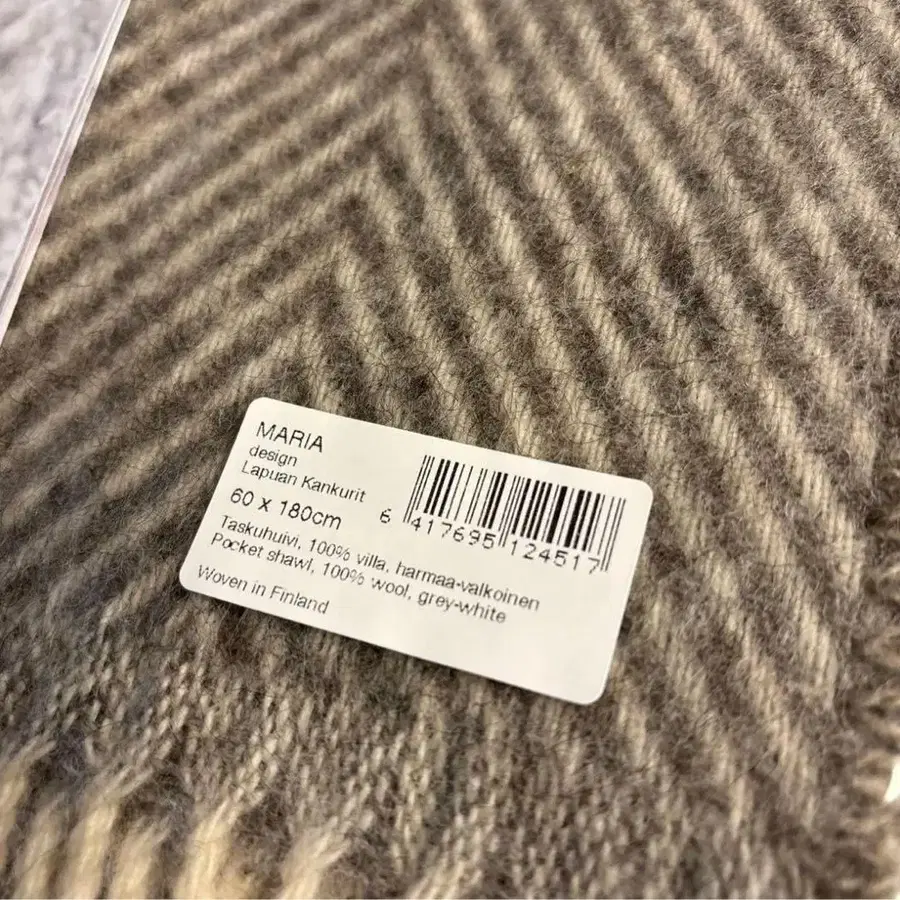 MARIA
design
Lapuan Kankurit
60 x 180cm
6 417695 124517
Taskuhuivi, 100% villa, harmaa-valkoinen
Pocket shawl, 100% wool, grey-white
Woven in Finland